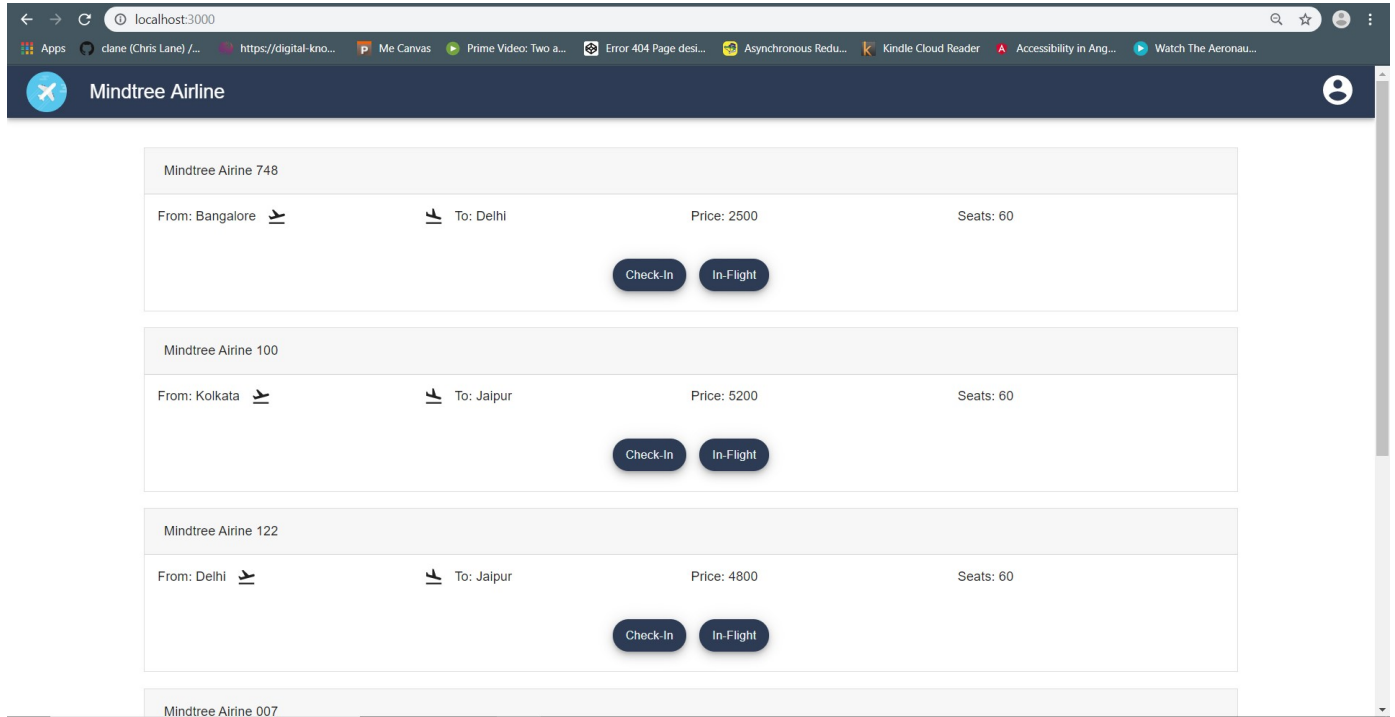 localhost:3000
Apps clane (Chris Lane) /... https://digital-kno... Me Canvas Prime Video: Two a... Error 404 Page desi... Asynchronous Redu... Kindle Cloud Reader Accessibility in Ang... Watch The Aeronau...
Mindtree Airline
Mindtree Airine 748
From: Bangalore To: Delhi Price: 2500 Seats: 60
Check-In In-Flight
Mindtree Airine 100
From: Kolkata To: Jaipur Price: 5200 Seats: 60
Check-In In-Flight
Mindtree Airine 122
From: Delhi To: Jaipur Price: 4800 Seats: 60
Check-In In-Flight
Mindtree Airine 007